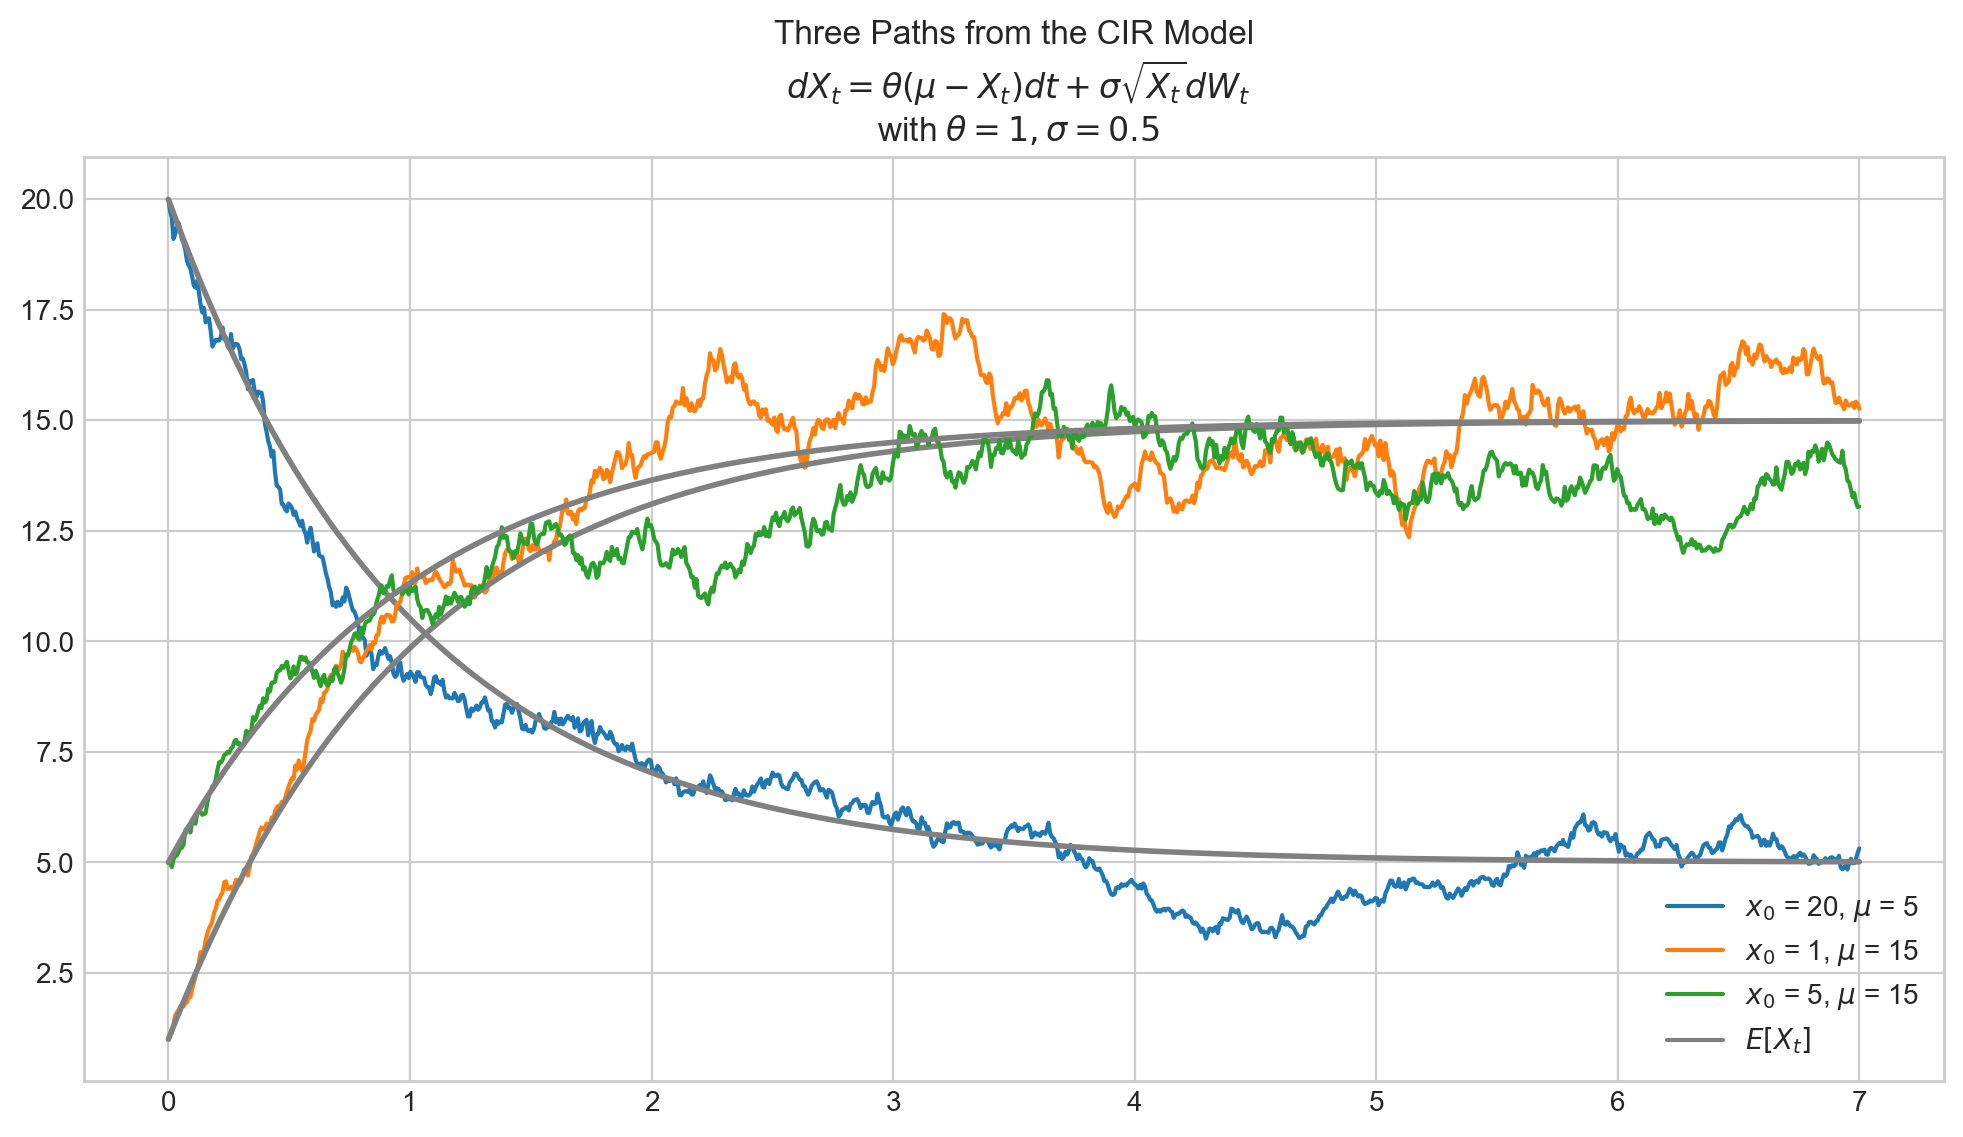 Three Paths from the CIR Model
$dX_t = \theta(\mu - X_t)dt + \sigma\sqrt{X_t}dW_t$
with $\theta = 1, \sigma = 0.5$
20.0
17.5
15.0
12.5
10.0
7.5
5.0
2.5
0 1 2 3 4 5 6 7
$x_0$ = 20, $\mu$ = 5
$x_0$ = 1, $\mu$ = 15
$x_0$ = 5, $\mu$ = 15
$E[X_t]$